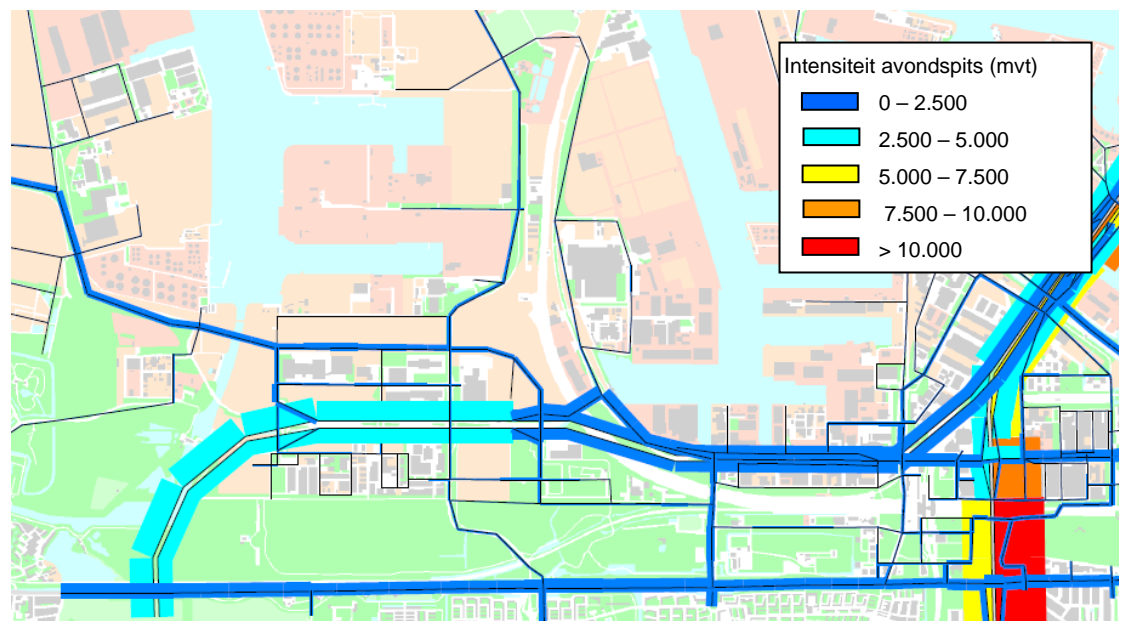 Intensiteit avondspits (mvt)
0 – 2.500
2.500 – 5.000
5.000 – 7.500
7.500 – 10.000
> 10.000